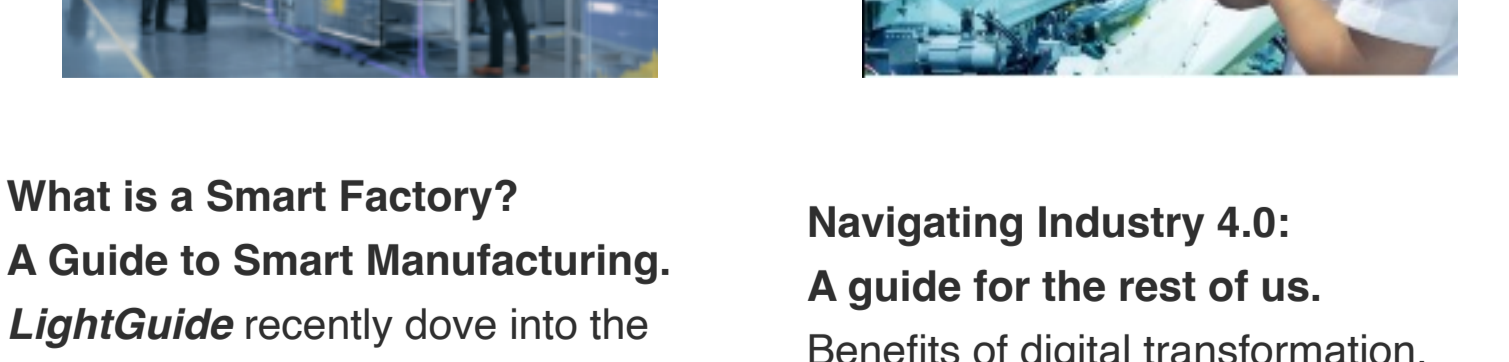 What is a Smart Factory?
A Guide to Smart Manufacturing.
LightGuide recently dove into the
Navigating Industry 4.0:
A guide for the rest of us.
Benefits of digital transformation,